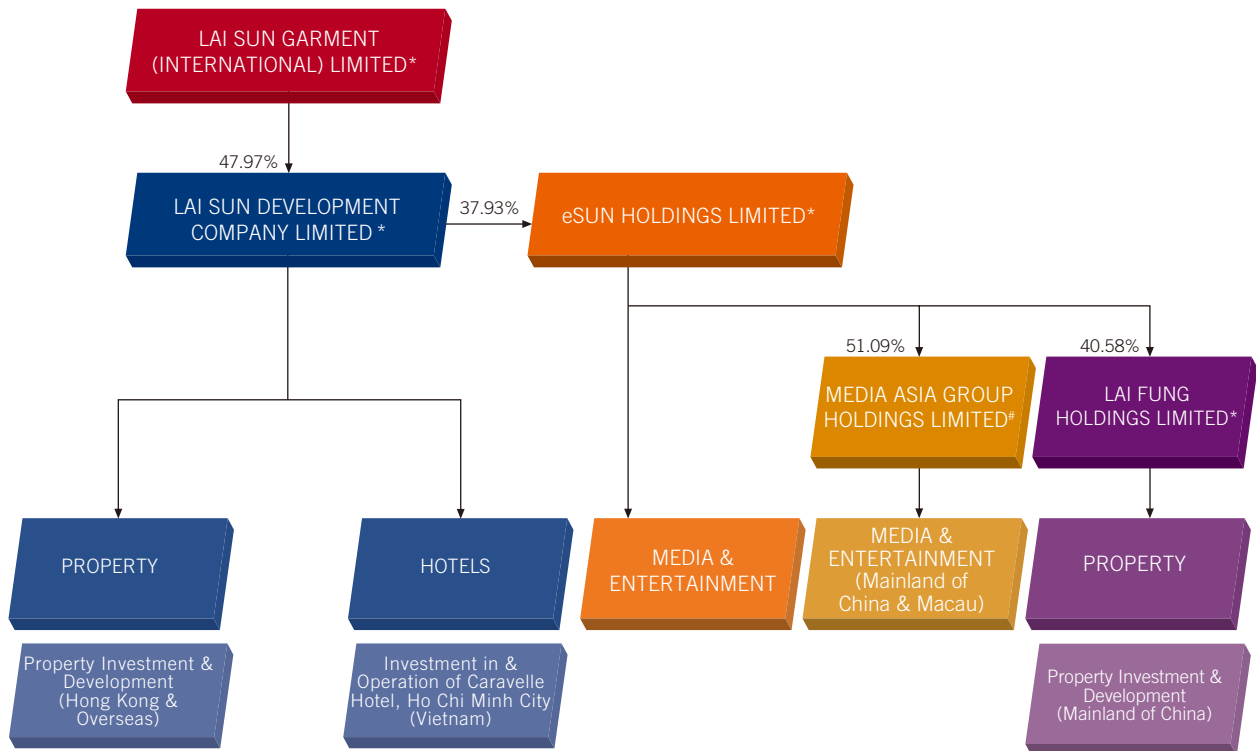 LAI SUN GARMENT
(INTERNATIONAL) LIMITED*
47.97%
LAI SUN DEVELOPMENT
COMPANY LIMITED *
37.93%
eSUN HOLDINGS LIMITED*
51.09%
40.58%
MEDIA ASIA GROUP
HOLDINGS LIMITED#
LAI FUNG
HOLDINGS LIMITED*
PROPERTY
HOTELS
MEDIA &
ENTERTAINMENT
MEDIA &
ENTERTAINMENT
(Mainland of
China & Macau)
PROPERTY
Property Investment &
Development
(Hong Kong &
Overseas)
Investment in &
Operation of Caravelle
Hotel, Ho Chi Minh City
(Vietnam)
Property Investment &
Development
(Mainland of China)